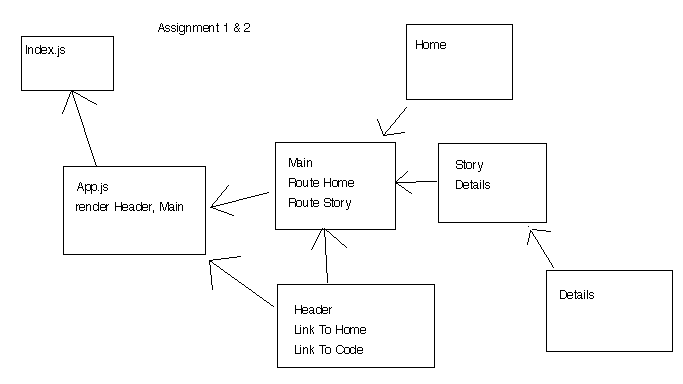 Assignment 1 & 2
Index.js
Home
App.js
render Header, Main
Main
Route Home
Route Story
Story
Details
Header
Link To Home
Link To Code
Details